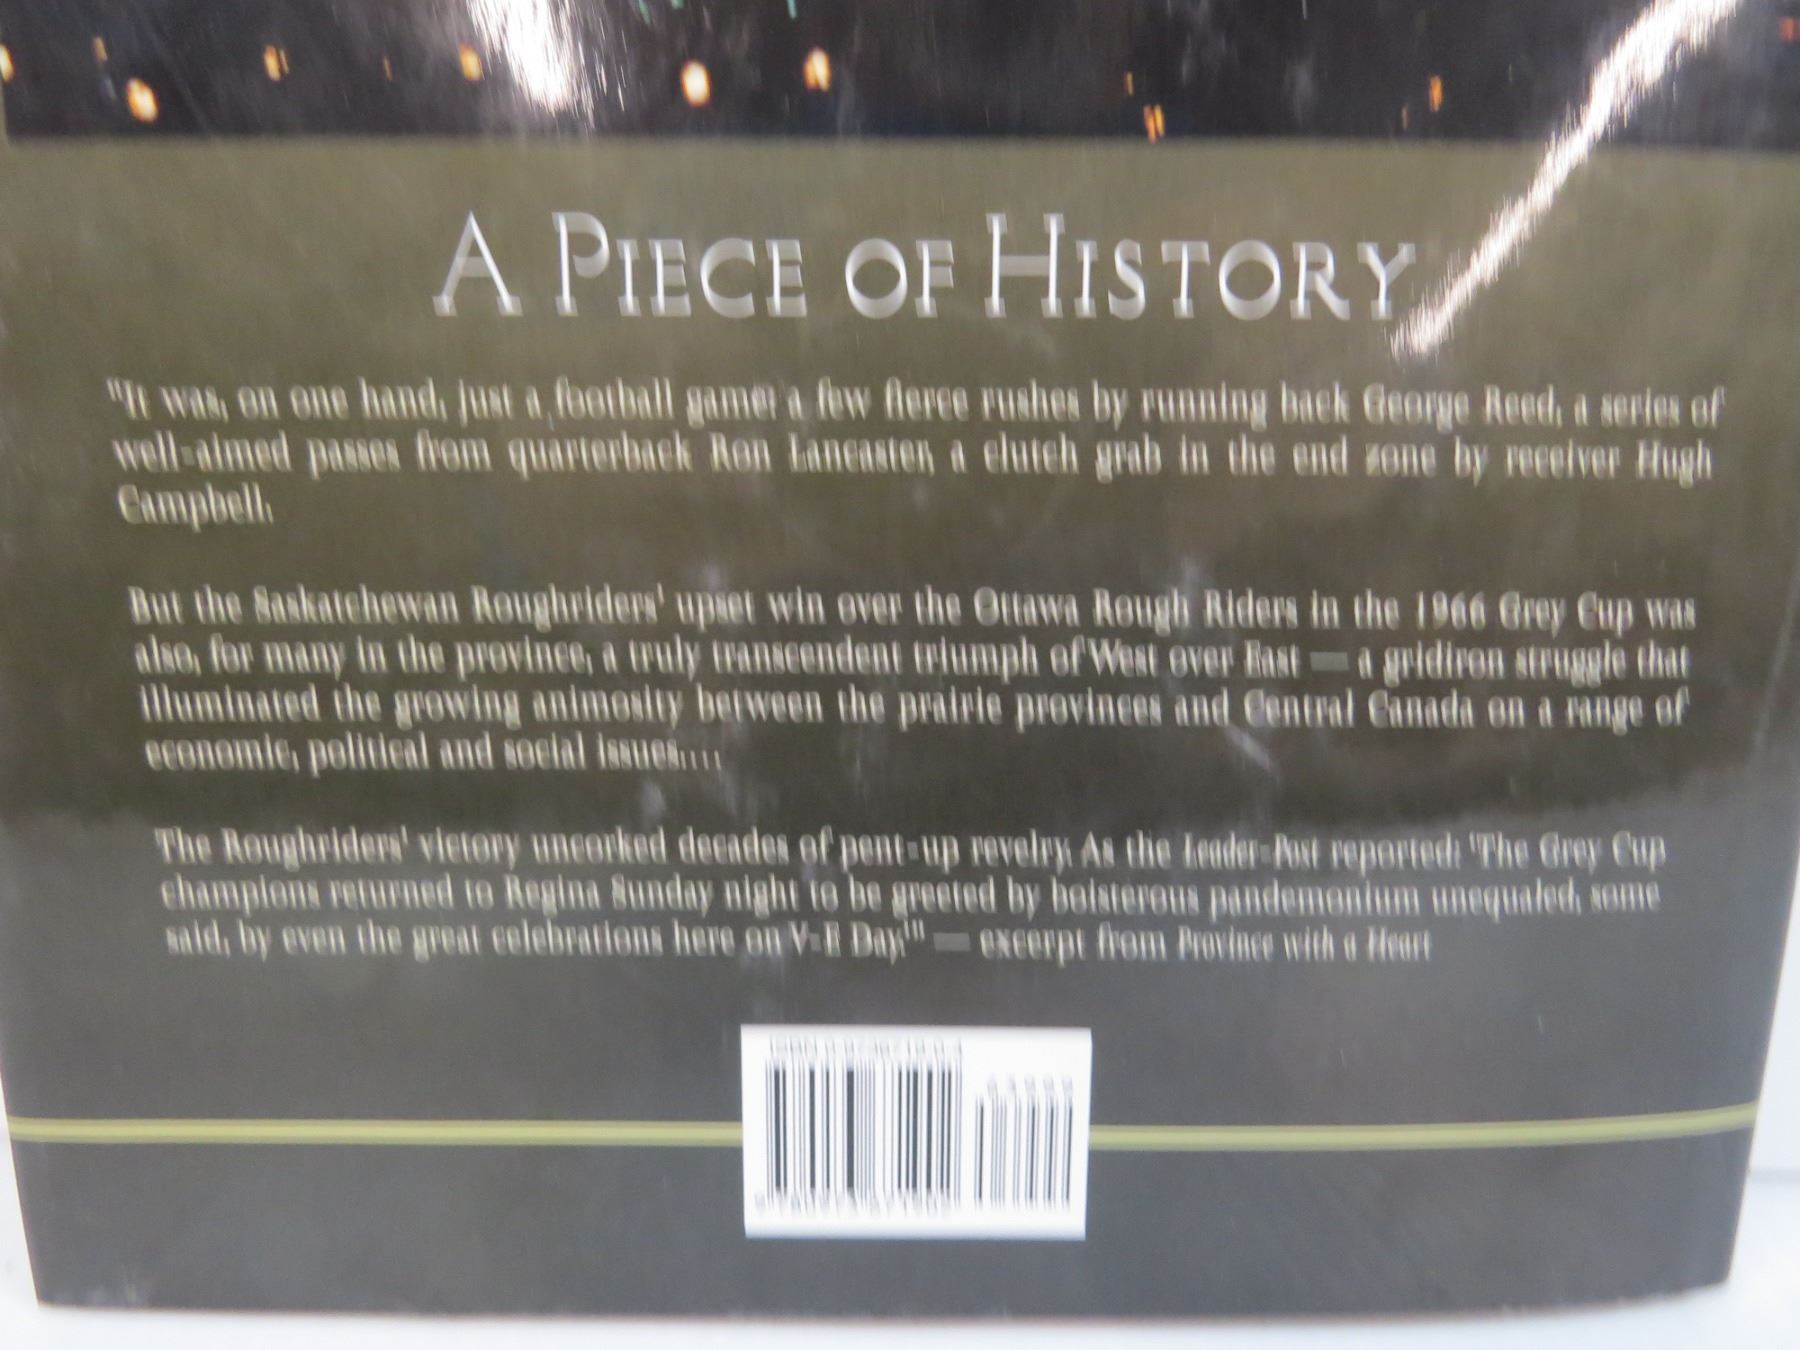 A PIECE OF HISTORY
"It was, on one hand, just a football game: a few fierce rushes by running back George Reed, a series of
well-aimed passes from quarterback Ron Lancaster, a clutch grab in the end zone by receiver Hugh
Campbell.
But the Saskatchewan Roughriders' upset win over the Ottawa Rough Riders in the 1966 Grey Cup was
also, for many in the province, a truly transcendent triumph of West over East — a gridiron struggle that
illuminated the growing animosity between the prairie provinces and Central Canada on a range of
economic, political and social issues....
The Roughriders' victory uncorked decades of pent-up revelry. As the Leader-Post reported: 'The Grey Cup
champions returned to Regina Sunday night to be greeted by boisterous pandemonium unequaled, some
said, by even the great celebrations here on V-E Day.'" — excerpt from Province with a Heart